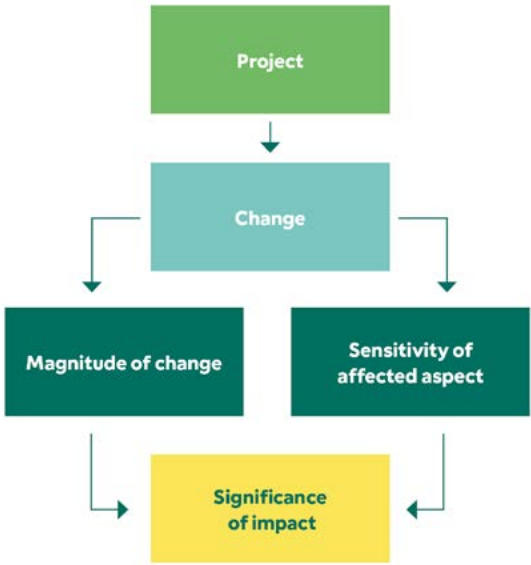 Project
Change
Magnitude of change
Sensitivity of
affected aspect
Significance
of impact